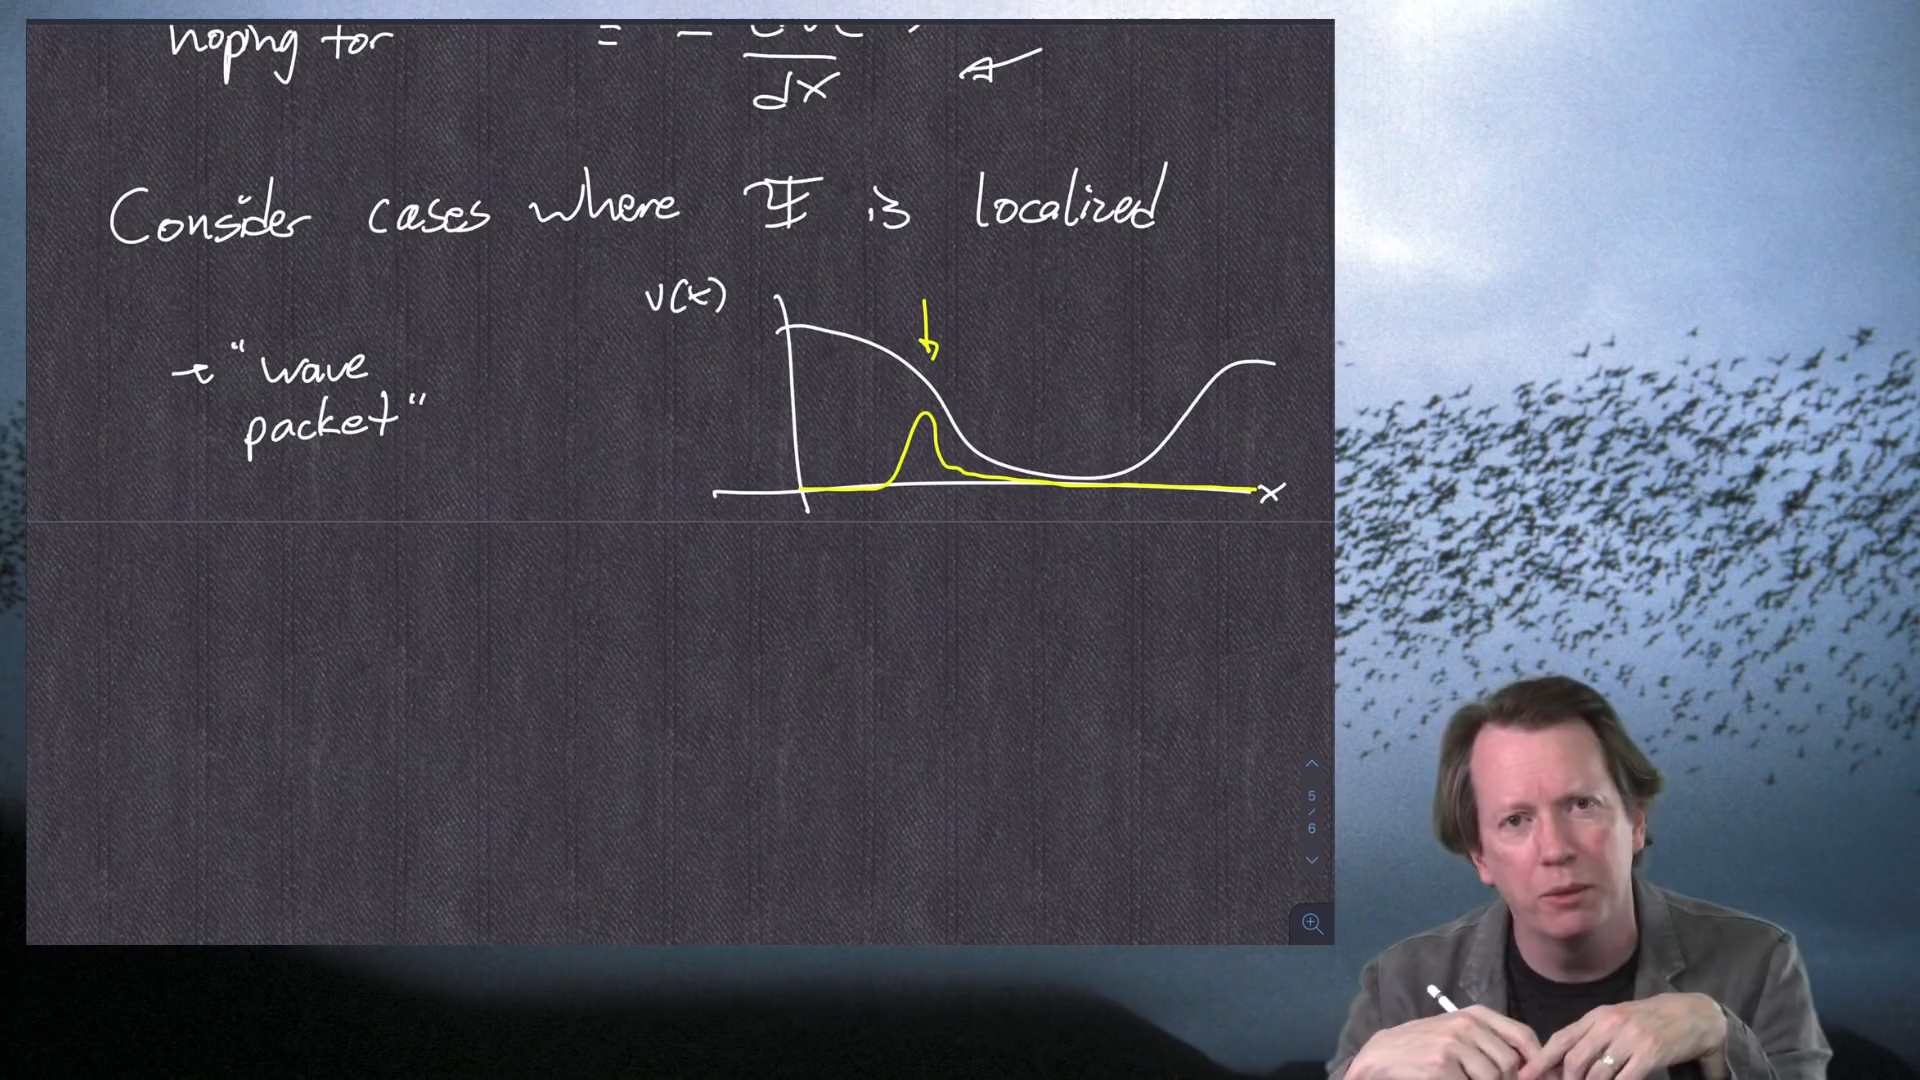 hoping for = -
dx
Consider cases where Ψ is localized
V(x)
→ "wave
packet"
x
5
/
6